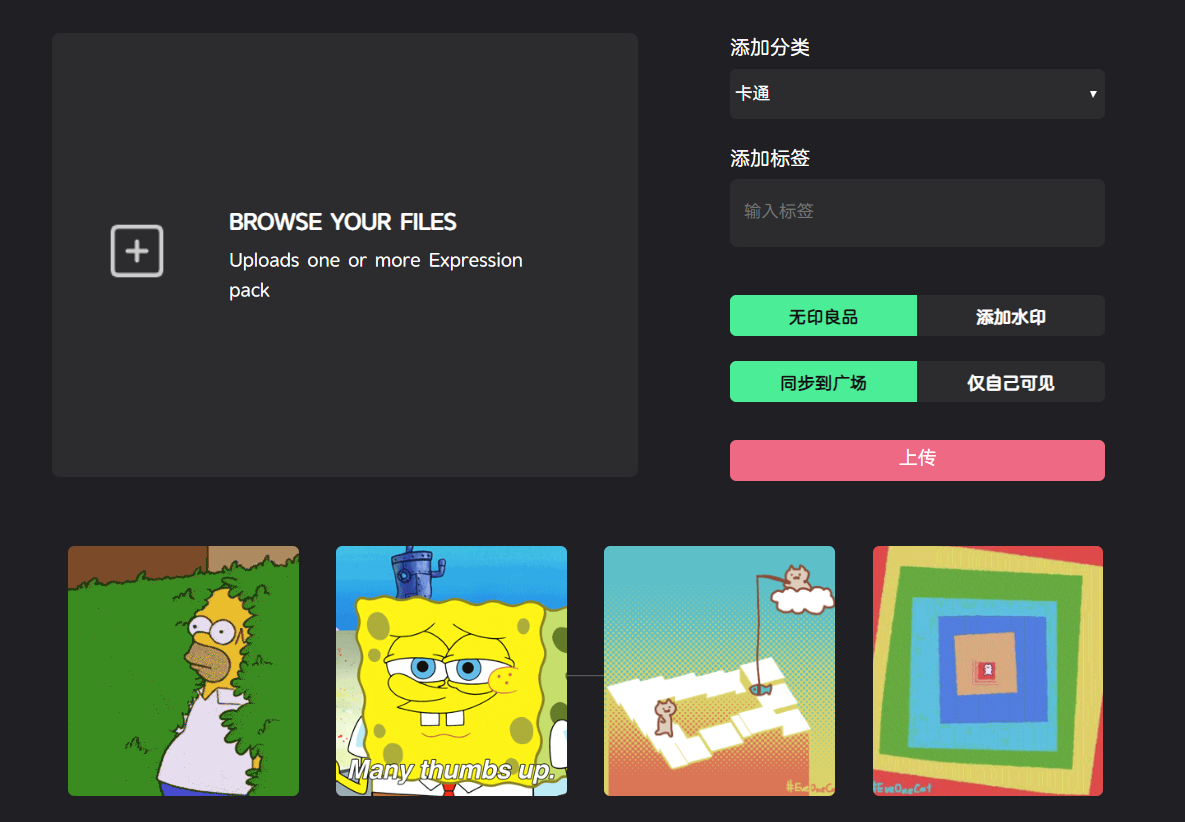 BROWSE YOUR FILES
Uploads one or more Expression
pack
添加分类
卡通
添加标签
输入标签
无印良品 添加水印
同步到广场 仅自己可见
上传
Many thumbs up.
#EveOneCa
#EveOneCat